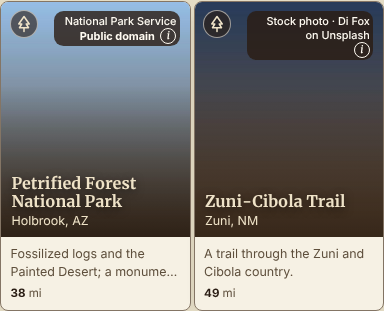 National Park Service
Public domain i
Petrified Forest
National Park
Holbrook, AZ
Fossilized logs and the
Painted Desert; a monume...
38 mi
Stock photo · Di Fox
on Unsplash
i
Zuni-Cibola Trail
Zuni, NM
A trail through the Zuni and
Cibola country.
49 mi